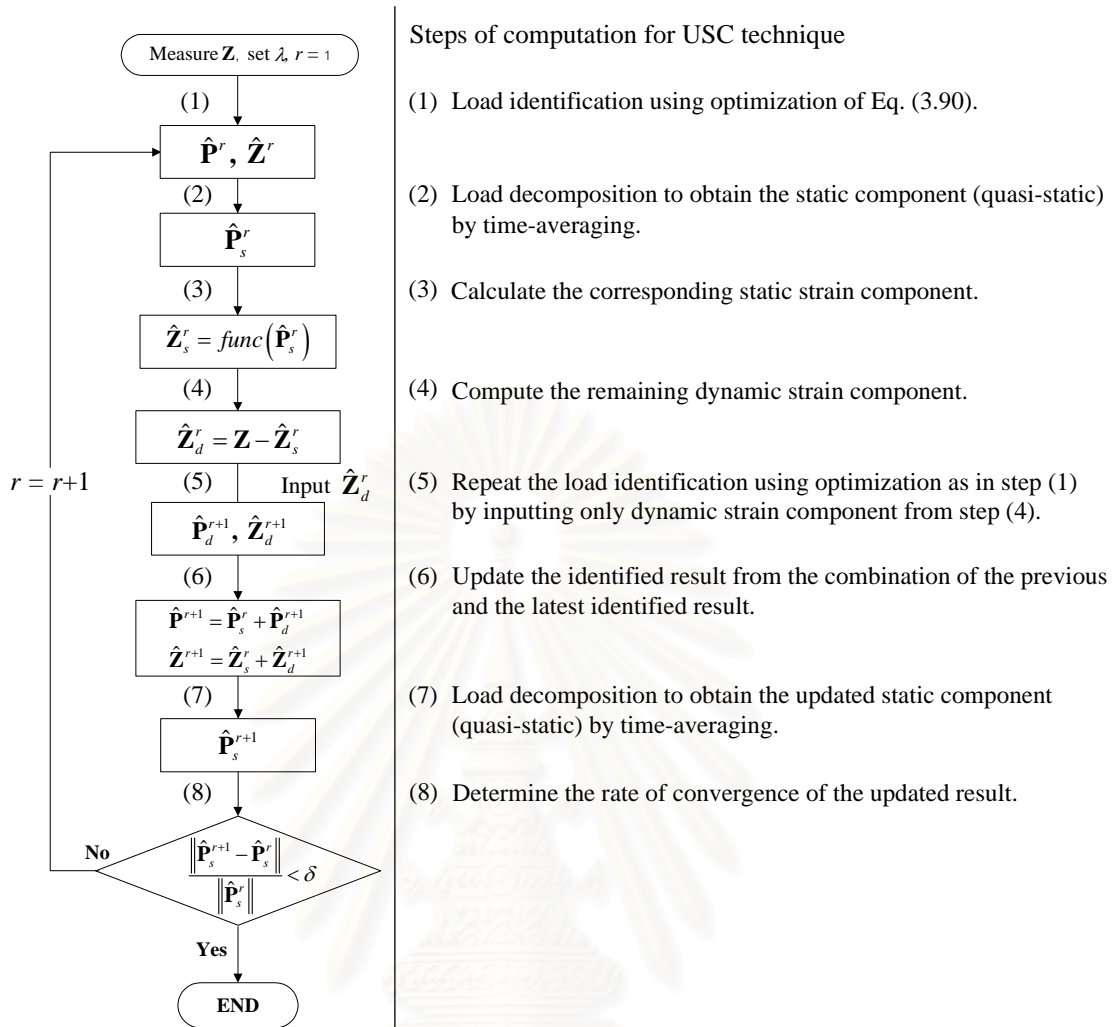 Measure Z, set λ, r = 1
(1)
P̂^r, Ẑ^r
(2)
P̂_s^r
(3)
Ẑ_s^r = func(P̂_s^r)
(4)
Ẑ_d^r = Z − Ẑ_s^r
r = r+1
(5)
Input Ẑ_d^r
P̂_d^{r+1}, Ẑ_d^{r+1}
(6)
P̂^{r+1} = P̂_s^r + P̂_d^{r+1}
Ẑ^{r+1} = Ẑ_s^r + Ẑ_d^{r+1}
(7)
P̂_s^{r+1}
(8)
No
‖P̂_s^{r+1} − P̂_s^r‖ / ‖P̂_s^r‖ < δ
Yes
END
Steps of computation for USC technique
(1) Load identification using optimization of Eq. (3.90).
(2) Load decomposition to obtain the static component (quasi-static)
by time-averaging.
(3) Calculate the corresponding static strain component.
(4) Compute the remaining dynamic strain component.
(5) Repeat the load identification using optimization as in step (1)
by inputting only dynamic strain component from step (4).
(6) Update the identified result from the combination of the previous
and the latest identified result.
(7) Load decomposition to obtain the updated static component
(quasi-static) by time-averaging.
(8) Determine the rate of convergence of the updated result.